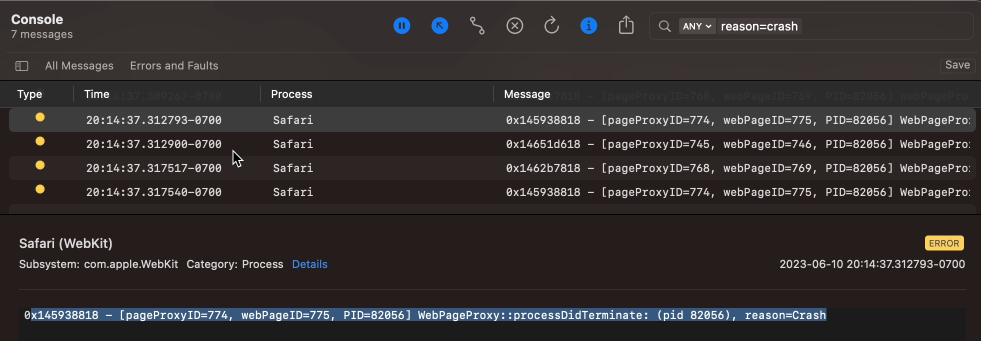 Console
7 messages
ANY reason=crash
All Messages Errors and Faults Save
Type Time Process Message
20:14:37.312793-0700 Safari 0x145938818 – [pageProxyID=774, webPageID=775, PID=82056] WebPageProx
20:14:37.312900-0700 Safari 0x14651d618 – [pageProxyID=745, webPageID=746, PID=82056] WebPageProx
20:14:37.317517-0700 Safari 0x1462b7818 – [pageProxyID=768, webPageID=769, PID=82056] WebPageProx
20:14:37.317540-0700 Safari 0x145938818 – [pageProxyID=774, webPageID=775, PID=82056] WebPageProx
Safari (WebKit) ERROR
Subsystem: com.apple.WebKit Category: Process Details 2023-06-10 20:14:37.312793-0700
0x145938818 – [pageProxyID=774, webPageID=775, PID=82056] WebPageProxy::processDidTerminate: (pid 82056), reason=Crash